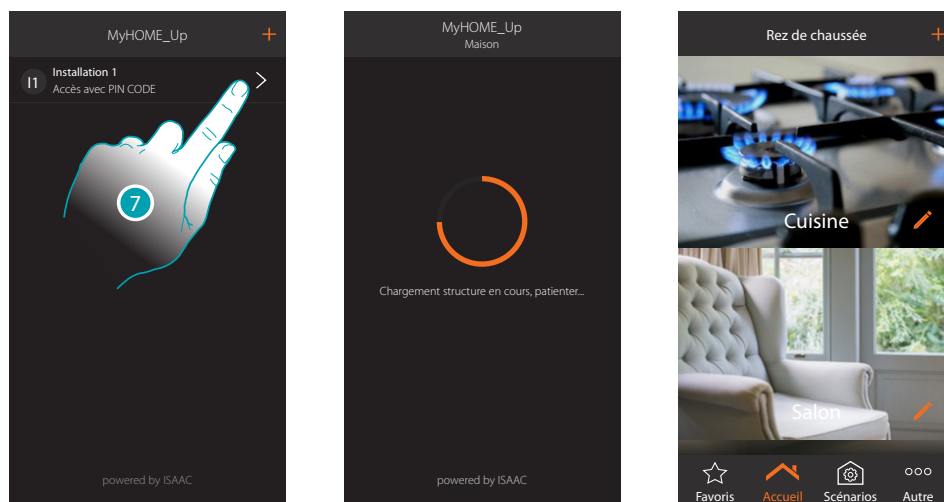 MyHOME_Up
I1
Installation 1
Accès avec PIN CODE
7
powered by ISAAC
MyHOME_Up
Maison
Chargement structure en cours, patienter...
powered by ISAAC
Rez de chaussée
Cuisine
Salon
Favoris
Accueil
Scénarios
Autre